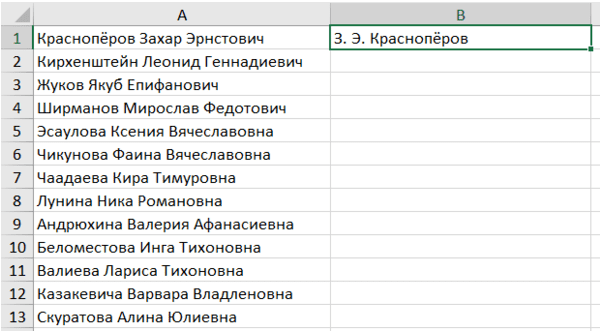 A B
1 Краснопёров Захар Эрнстович З. Э. Краснопёров
2 Кирхенштейн Леонид Геннадиевич
3 Жуков Якуб Епифанович
4 Ширманов Мирослав Федотович
5 Эсаулова Ксения Вячеславовна
6 Чикунова Фаина Вячеславовна
7 Чаадаева Кира Тимуровна
8 Лунина Ника Романовна
9 Андрюхина Валерия Афанасиевна
10 Беломестова Инга Тихоновна
11 Валиева Лариса Тихоновна
12 Казакевича Варвара Владленовна
13 Скуратова Алина Юлиевна